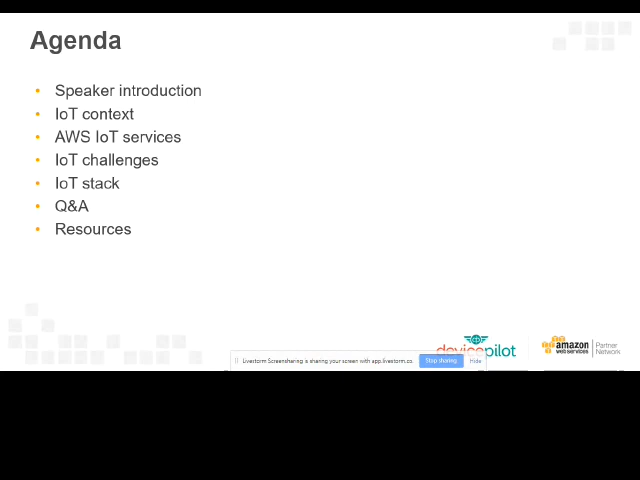 Agenda
• Speaker introduction
• IoT context
• AWS IoT services
• IoT challenges
• IoT stack
• Q&A
• Resources
devicepilot
amazon web services
Partner Network
Livestorm Screensharing is sharing your screen with app.livestorm.co.
Stop sharing
Hide